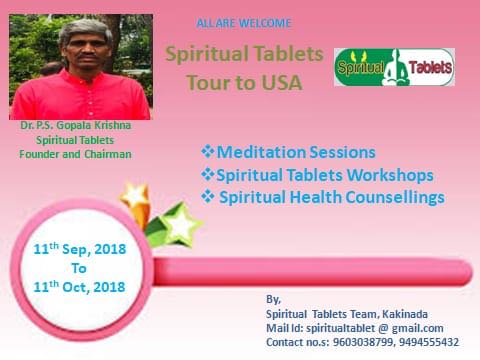 ALL ARE WELCOME
Spiritual Tablets
Tour to USA
Spiritual Tablets
Dr. P.S. Gopala Krishna
Spiritual Tablets
Founder and Chairman
❖Meditation Sessions
❖Spiritual Tablets Workshops
❖ Spiritual Health Counsellings
11th Sep, 2018
To
11th Oct, 2018
By,
Spiritual Tablets Team, Kakinada
Mail Id: spiritualtablet @ gmail.com
Contact no.s: 9603038799, 9494555432